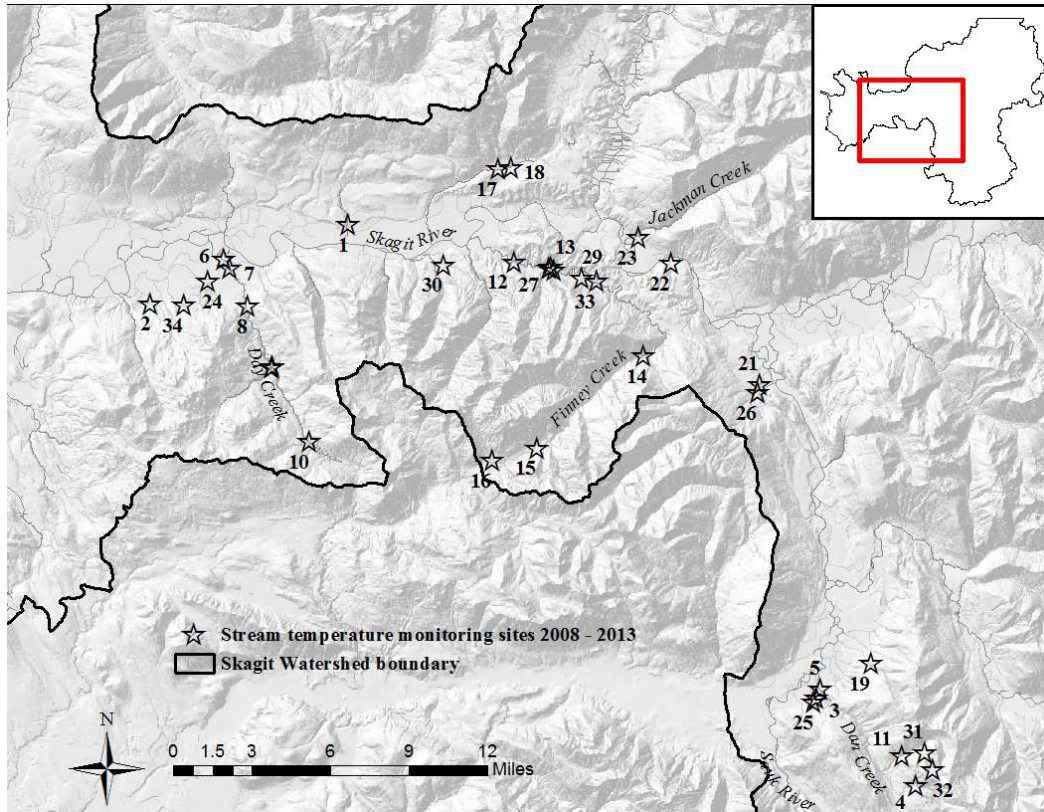 17
18
Jackman Creek
1
Skagit River
23
13
29
6
7
30
12
27
33
22
24
2
34
8
Day Creek
Finney Creek
14
21
26
10
16
15
Stream temperature monitoring sites 2008 - 2013
Skagit Watershed boundary
5
19
3
25
Dan Creek
11
31
32
4
Sauk River
N
0 1.5 3 6 9 12
Miles